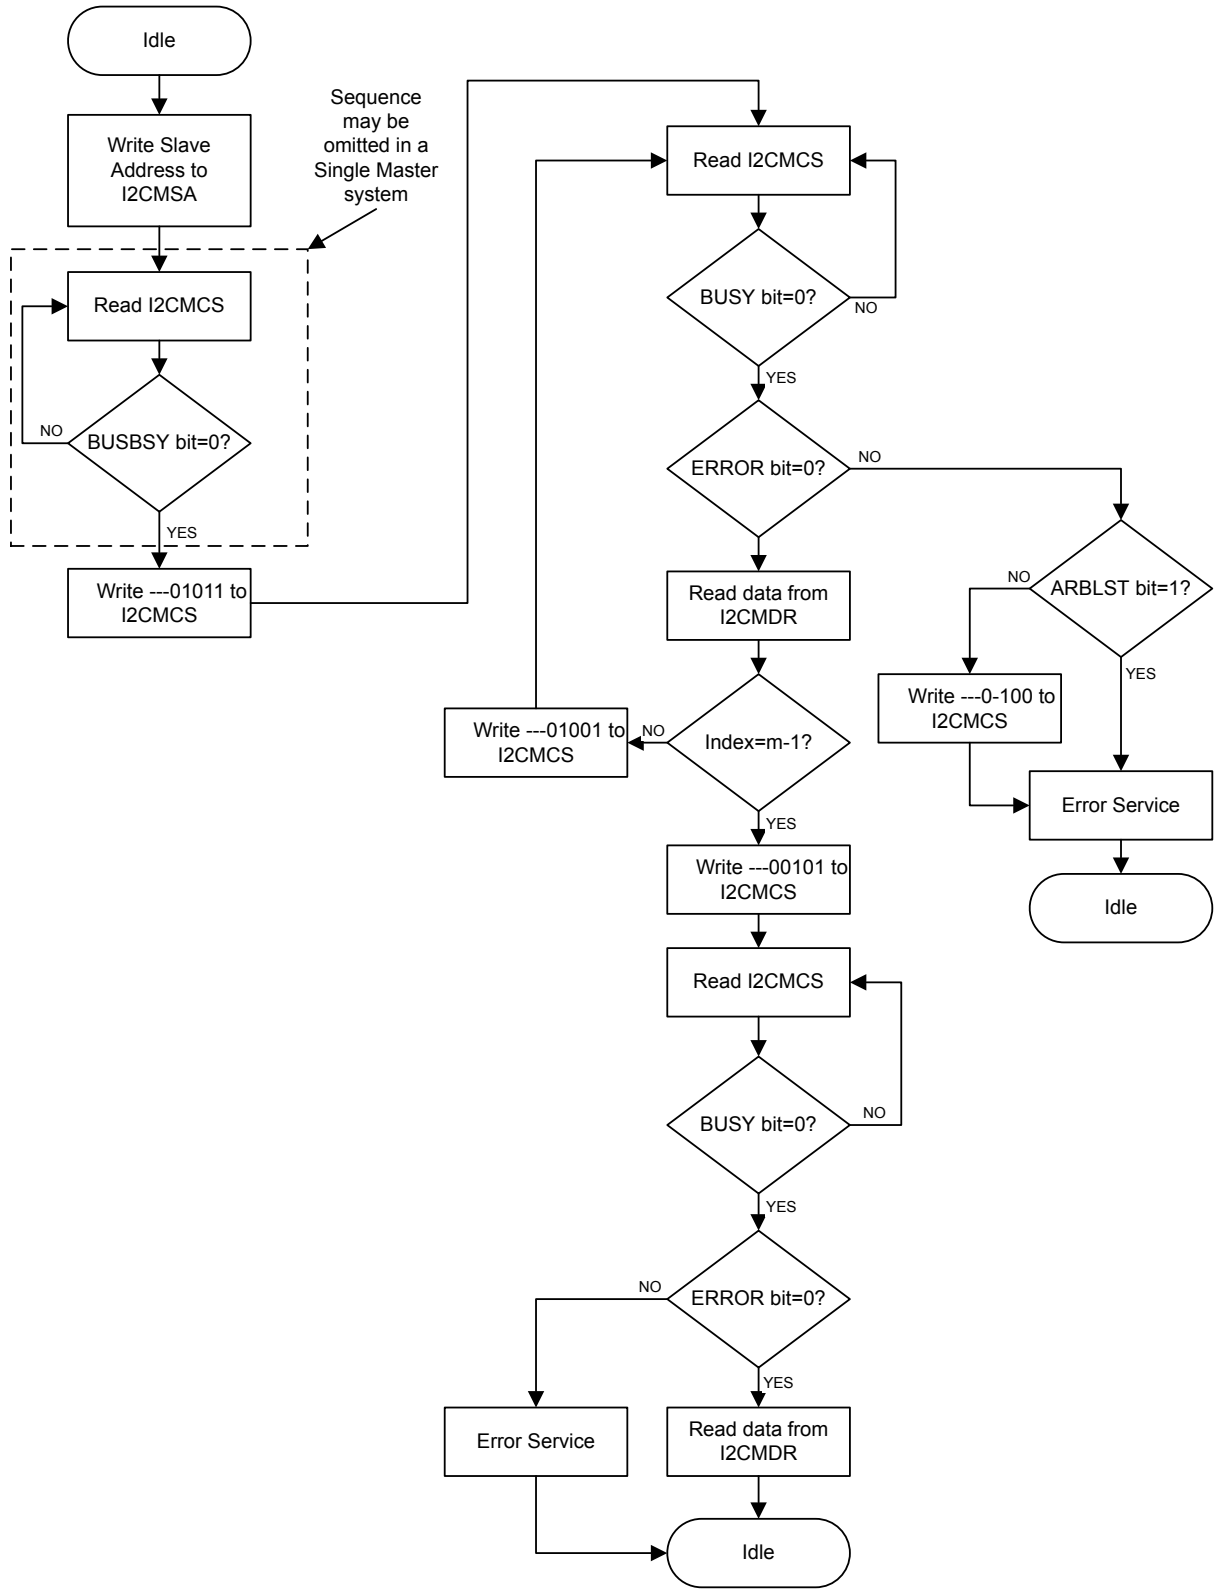 Idle
Write Slave
Address to
I2CMSA
Sequence
may be
omitted in a
Single Master
system
Read I2CMCS
BUSBSY bit=0?
NO
YES
Write ---01011 to
I2CMCS
Read I2CMCS
BUSY bit=0?
NO
YES
ERROR bit=0?
NO
Read data from
I2CMDR
ARBLST bit=1?
NO
YES
Write ---0-100 to
I2CMCS
Error Service
Idle
Index=m-1?
NO
Write ---01001 to
I2CMCS
YES
Write ---00101 to
I2CMCS
Read I2CMCS
BUSY bit=0?
NO
YES
ERROR bit=0?
NO
YES
Error Service
Read data from
I2CMDR
Idle